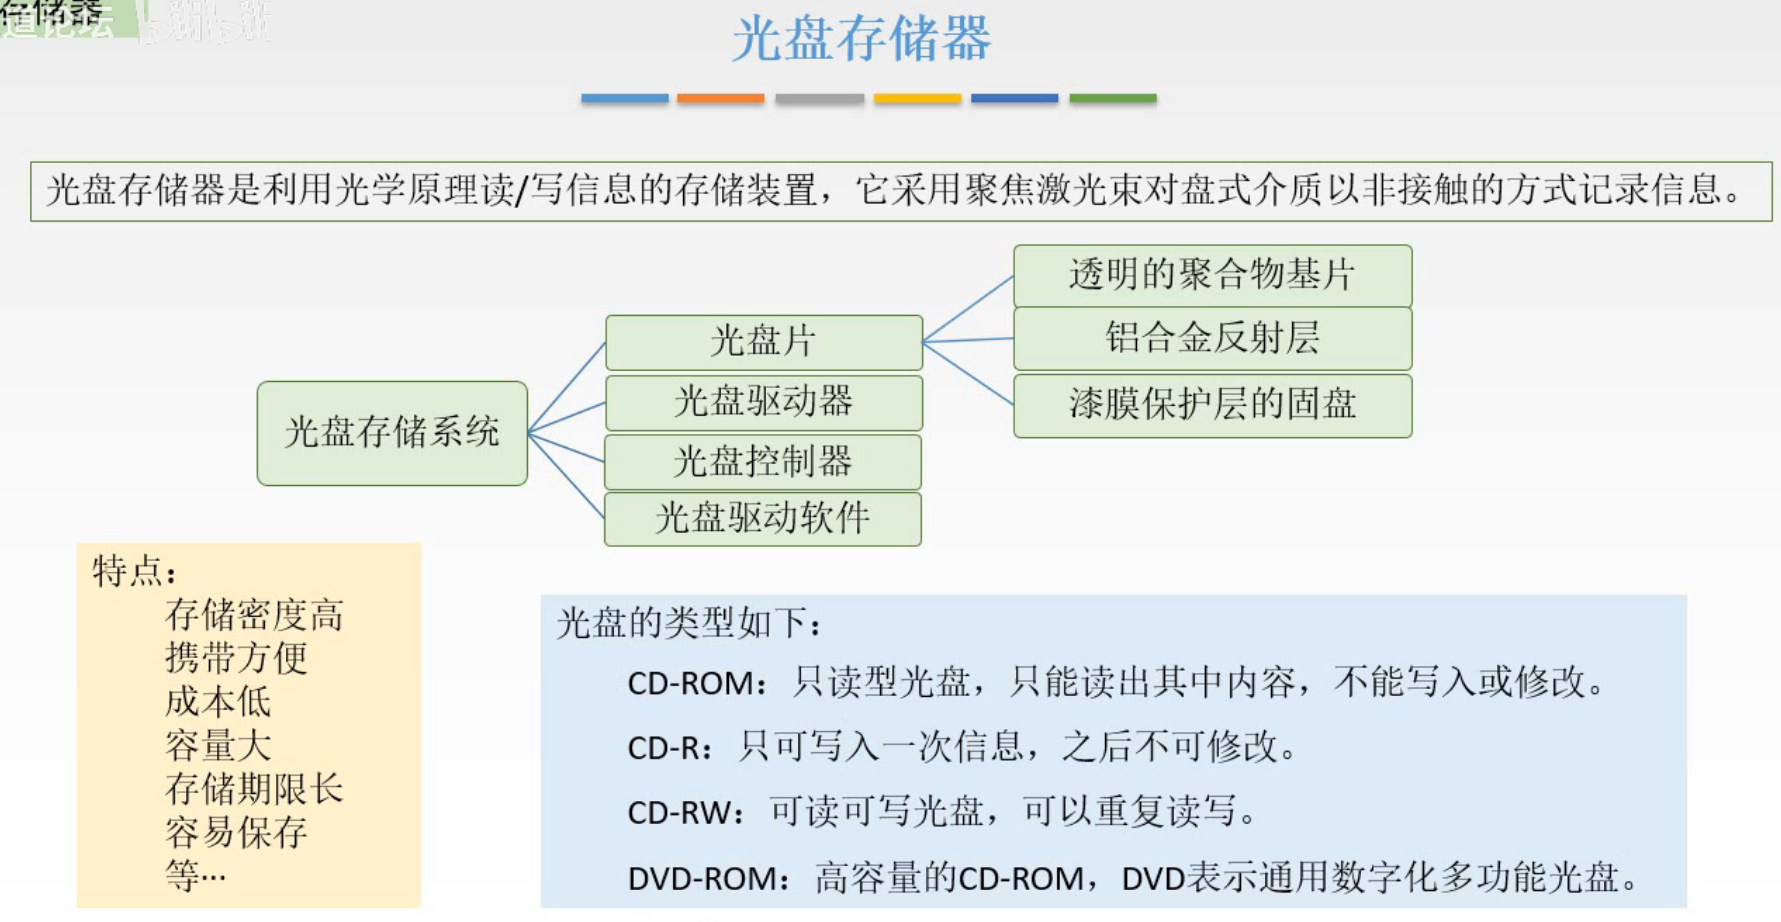 存储器
道论坛
光盘存储器
光盘存储器是利用光学原理读/写信息的存储装置，它采用聚焦激光束对盘式介质以非接触的方式记录信息。
光盘存储系统
光盘片
光盘驱动器
光盘控制器
光盘驱动软件
透明的聚合物基片
铝合金反射层
漆膜保护层的固盘
特点：
存储密度高
携带方便
成本低
容量大
存储期限长
容易保存
等…
光盘的类型如下：
CD-ROM：只读型光盘，只能读出其中内容，不能写入或修改。
CD-R：只可写入一次信息，之后不可修改。
CD-RW：可读可写光盘，可以重复读写。
DVD-ROM：高容量的CD-ROM，DVD表示通用数字化多功能光盘。